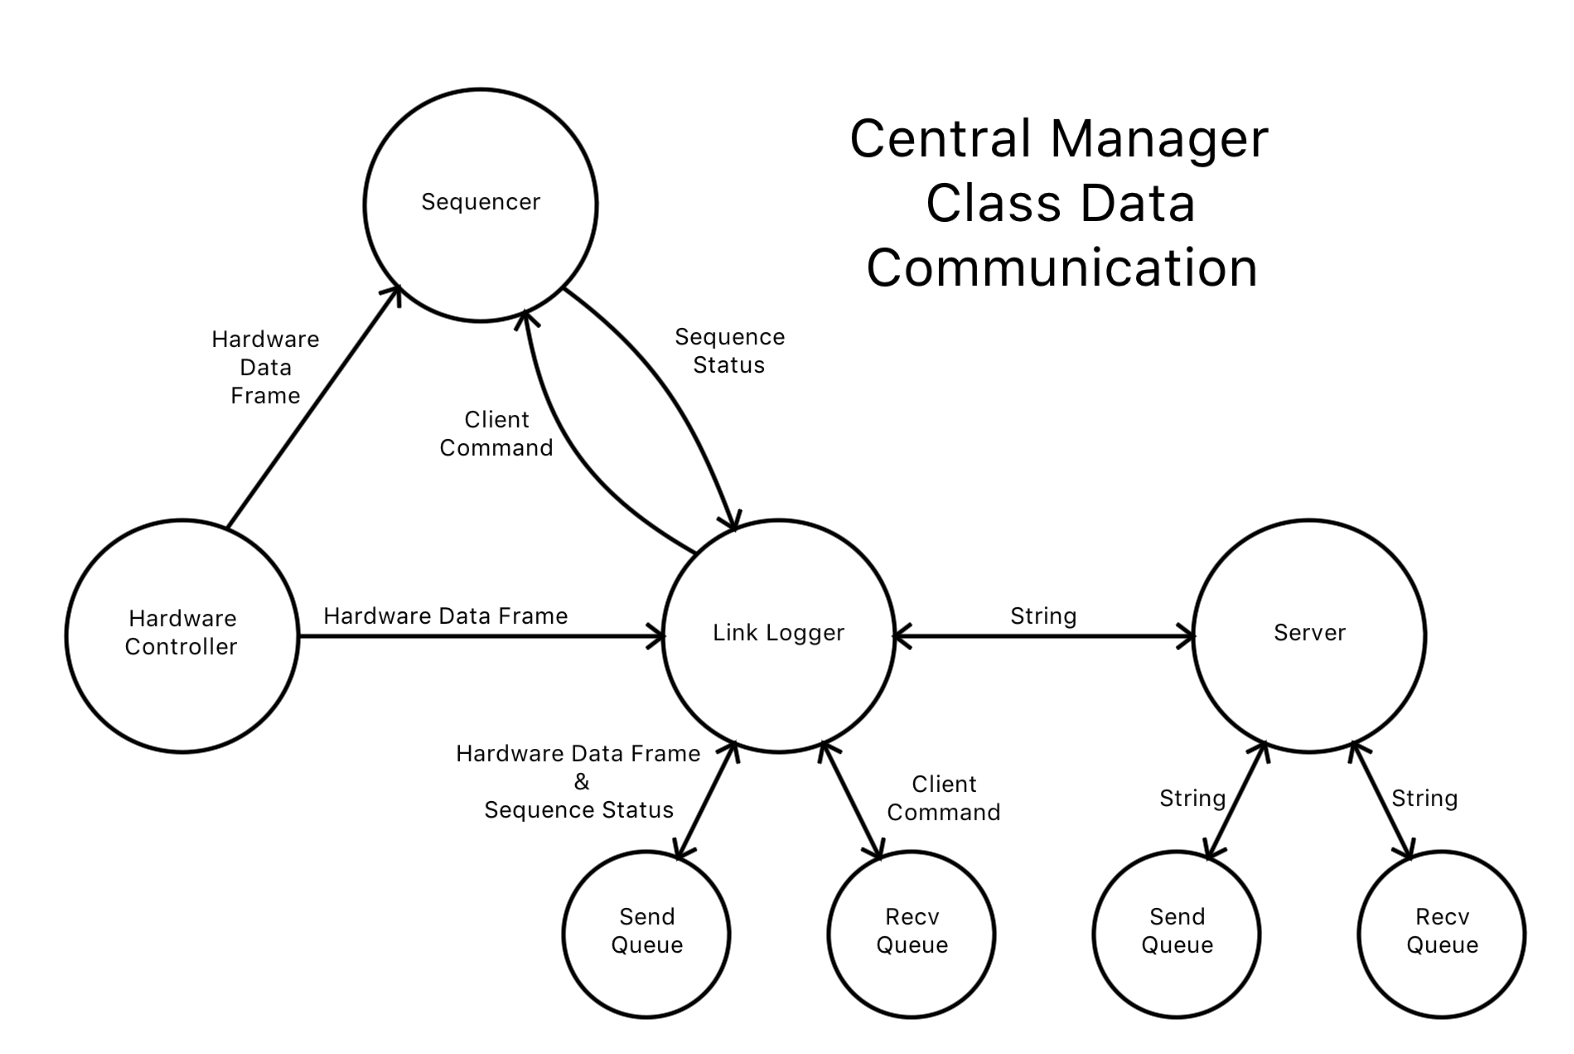 Central Manager
Class Data
Communication
Sequencer
Hardware
Data
Frame
Sequence
Status
Client
Command
Hardware
Controller
Hardware Data Frame
Link Logger
String
Server
Hardware Data Frame
&
Sequence Status
Client
Command
String
String
Send
Queue
Recv
Queue
Send
Queue
Recv
Queue